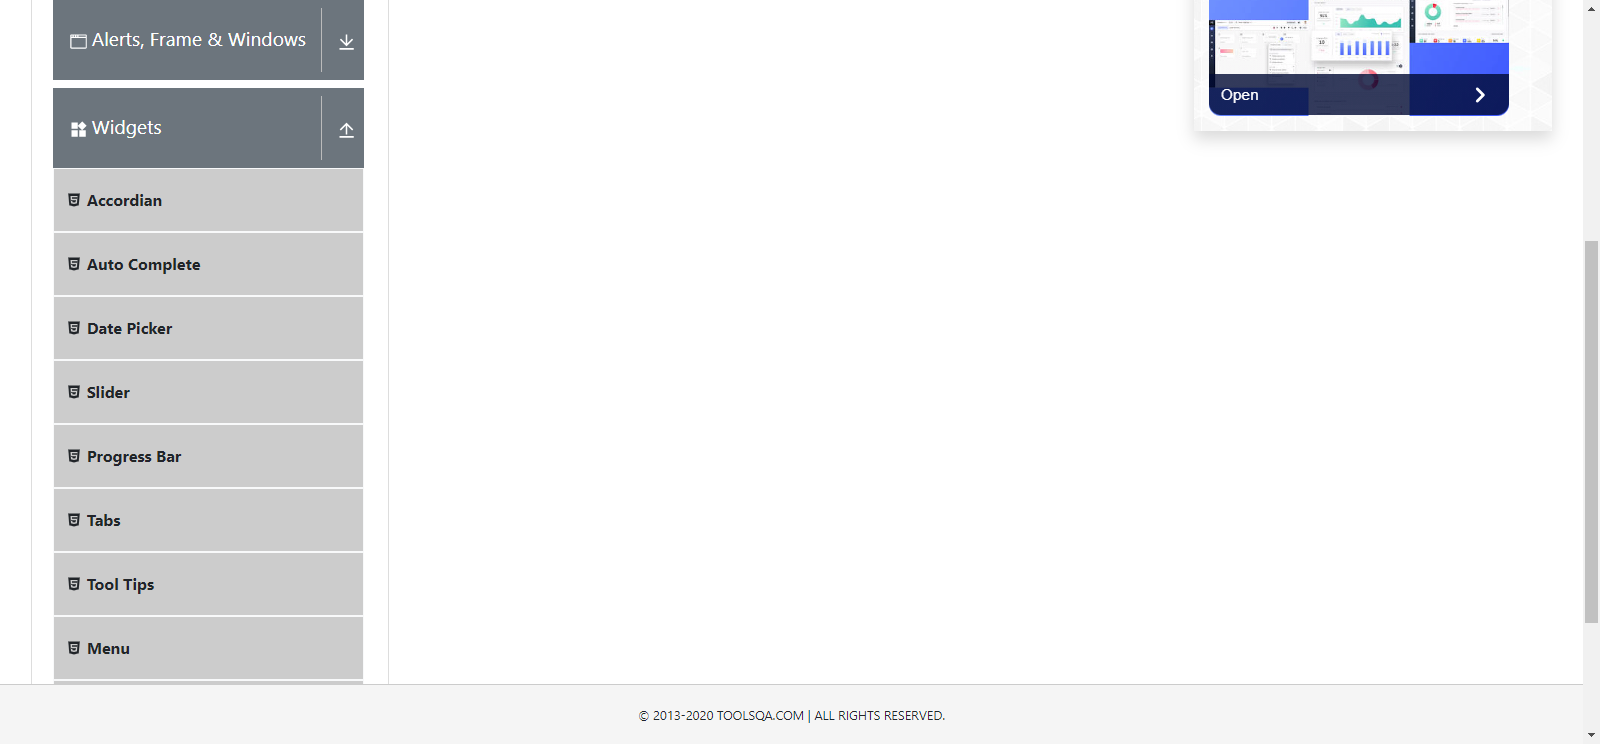 Alerts, Frame & Windows
Widgets
Accordian
Auto Complete
Date Picker
Slider
Progress Bar
Tabs
Tool Tips
Menu
Open
© 2013-2020 TOOLSQA.COM | ALL RIGHTS RESERVED.